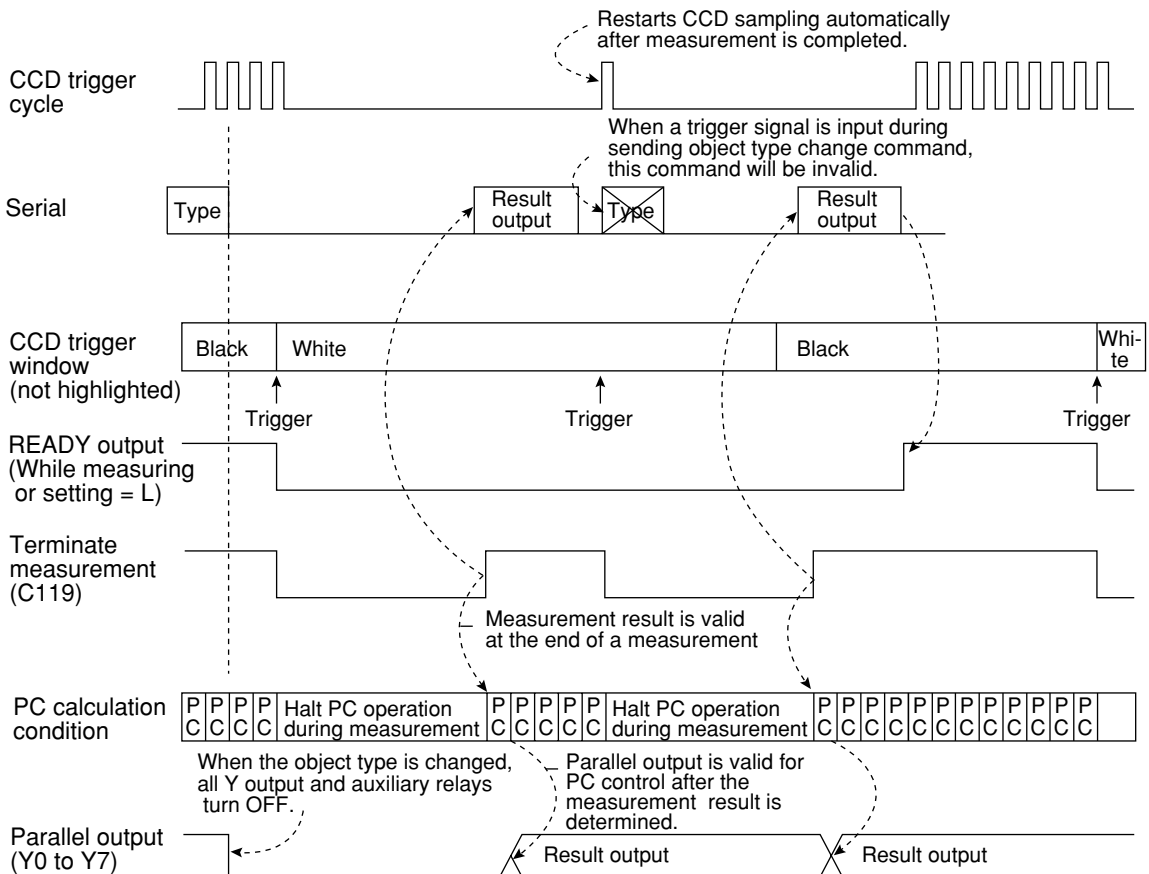 Restarts CCD sampling automatically
after measurement is completed.
CCD trigger
cycle
When a trigger signal is input during
sending object type change command,
this command will be invalid.
Serial
Type
Result
output
Type
Result
output
CCD trigger
window
(not highlighted)
Black
White
Black
Whi-
te
Trigger
Trigger
Trigger
READY output
(While measuring
or setting = L)
Terminate
measurement
(C119)
Measurement result is valid
at the end of a measurement
PC calculation
condition
P P P P
C C C C
Halt PC operation
during measurement
P P P P P
C C C C C
Halt PC operation
during measurement
P P P P P P P P P P P P
C C C C C C C C C C C C
When the object type is changed,
all Y output and auxiliary relays
turn OFF.
Parallel output is valid for
PC control after the
measurement result is
determined.
Parallel output
(Y0 to Y7)
Result output
Result output